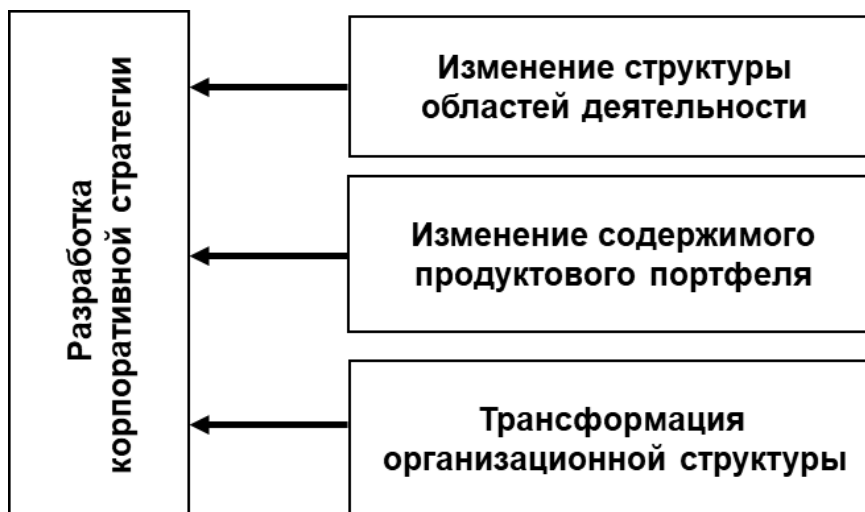 Разработка
корпоративной стратегии
Изменение структуры
областей деятельности
Изменение содержимого
продуктового портфеля
Трансформация
организационной структуры